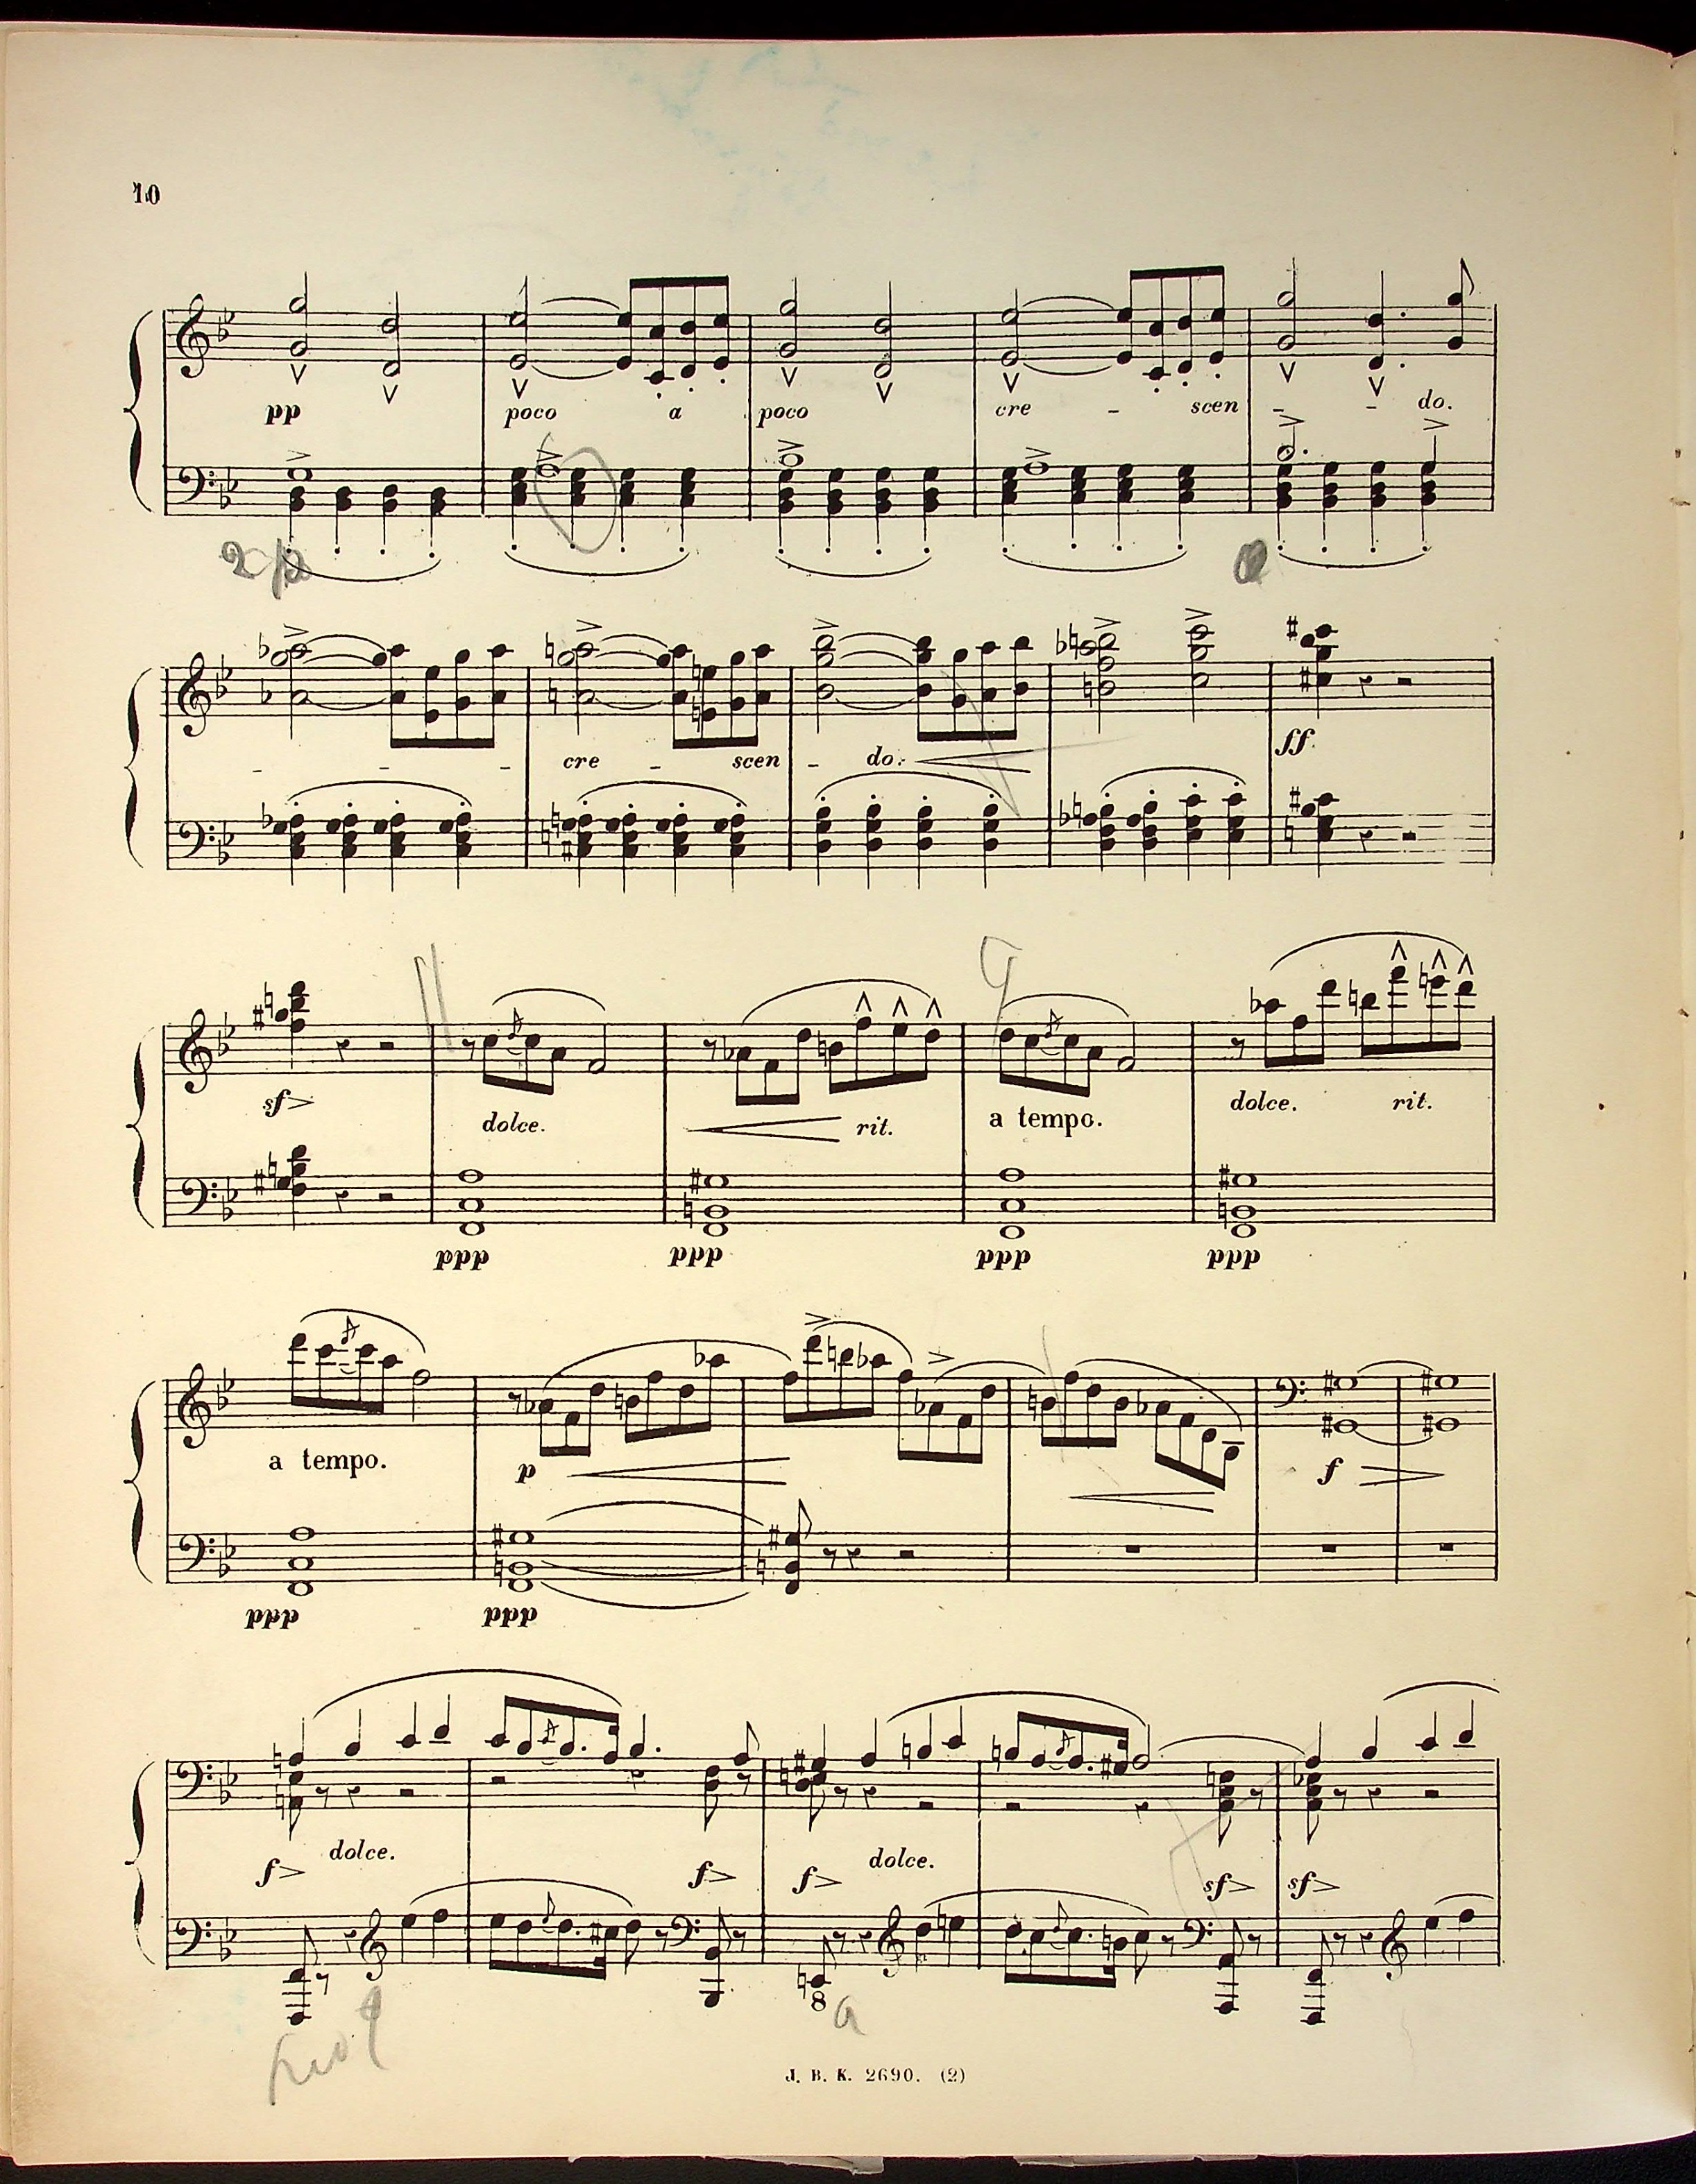 10
pp poco a poco cre - scen - - do.
- - - cre - scen - do.
ff
sf
dolce. rit. a tempo. dolce. rit.
ppp ppp ppp ppp
a tempo. p f
ppp ppp
dolce. dolce.
f f f sf sf
8
J. B. K. 2690. (2)